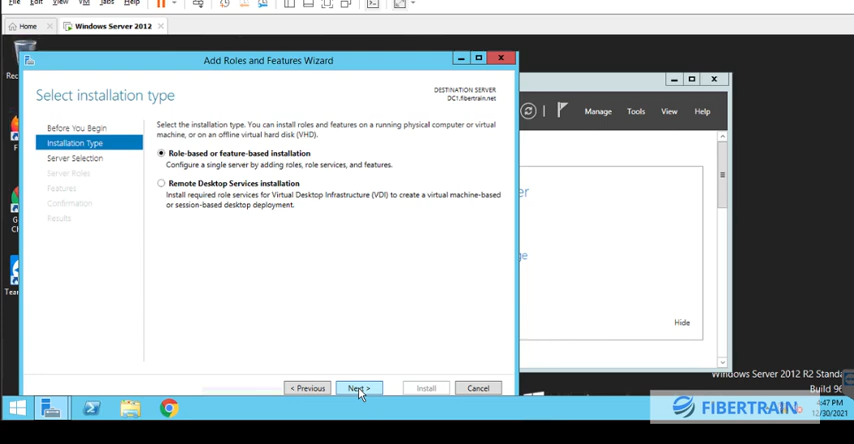 File Edit View VM Tabs Help
Home Windows Server 2012
Add Roles and Features Wizard
Select installation type
DESTINATION SERVER
DC1.fibertrain.net
Before You Begin
Installation Type
Server Selection
Server Roles
Features
Confirmation
Results
Select the installation type. You can install roles and features on a running physical computer or virtual
machine, or on an offline virtual hard disk (VHD).
Role-based or feature-based installation
Configure a single server by adding roles, role services, and features.
Remote Desktop Services installation
Install required role services for Virtual Desktop Infrastructure (VDI) to create a virtual machine-based
or session-based desktop deployment.
< Previous Next > Install Cancel
Manage Tools View Help
Hide
Windows Server 2012 R2 Standa
Build 96
4:47 PM
12/30/2021
FIBERTRAIN